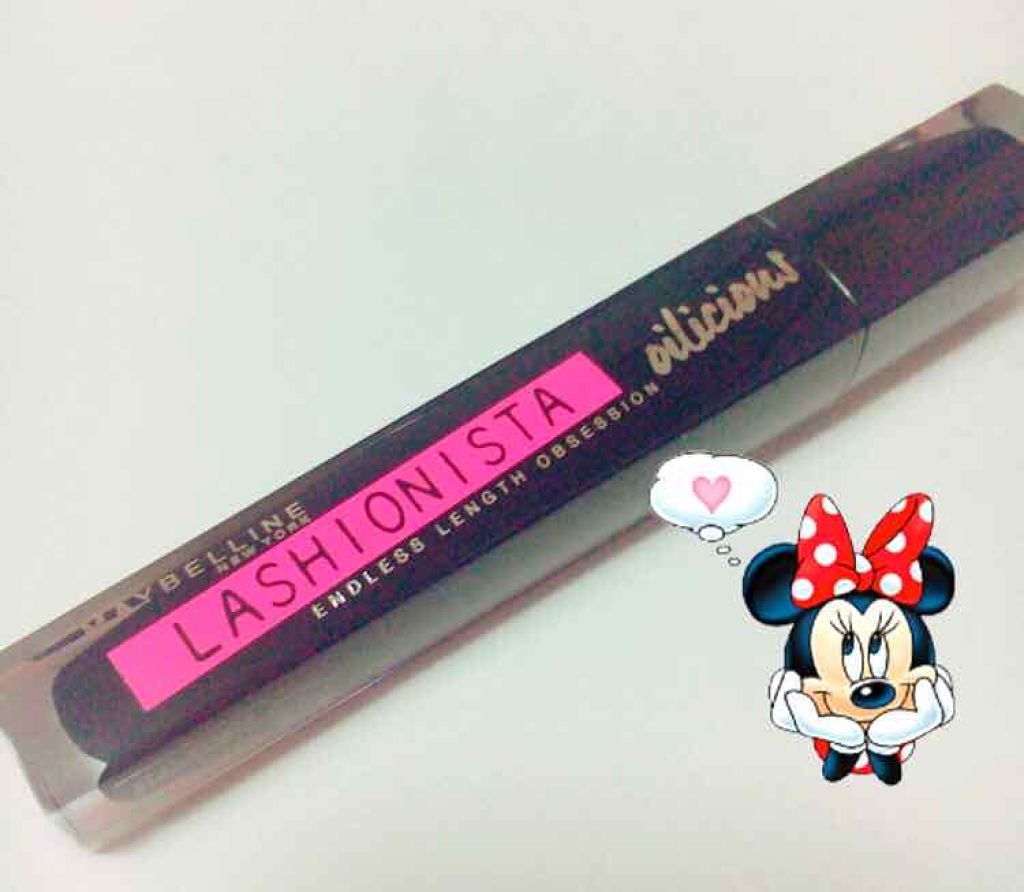 MAYBELLINE
NEW YORK
LASHIONISTA
ENDLESS LENGTH OBSESSION
oilicious